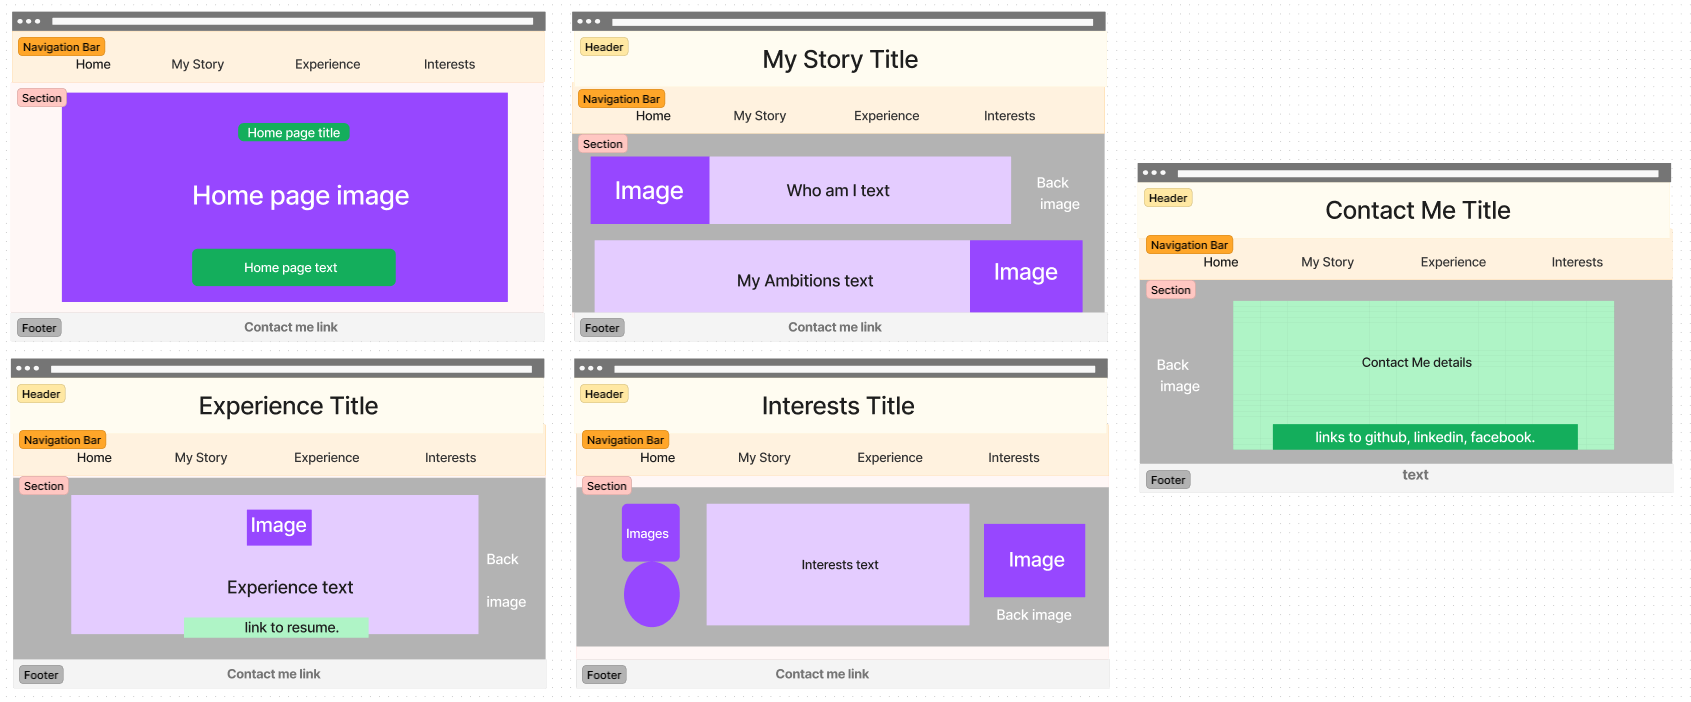 Navigation Bar
Home My Story Experience Interests
Section
Home page title
Home page image
Home page text
Footer
Contact me link
Header
My Story Title
Navigation Bar
Home My Story Experience Interests
Section
Image
Who am I text
Back
image
My Ambitions text
Image
Footer
Contact me link
Header
Contact Me Title
Navigation Bar
Home My Story Experience Interests
Section
Back
image
Contact Me details
links to github, linkedin, facebook.
text
Footer
Header
Experience Title
Navigation Bar
Home My Story Experience Interests
Section
Image
Experience text
Back
image
link to resume.
Footer
Contact me link
Header
Interests Title
Navigation Bar
Home My Story Experience Interests
Section
Images
Interests text
Image
Back image
Footer
Contact me link